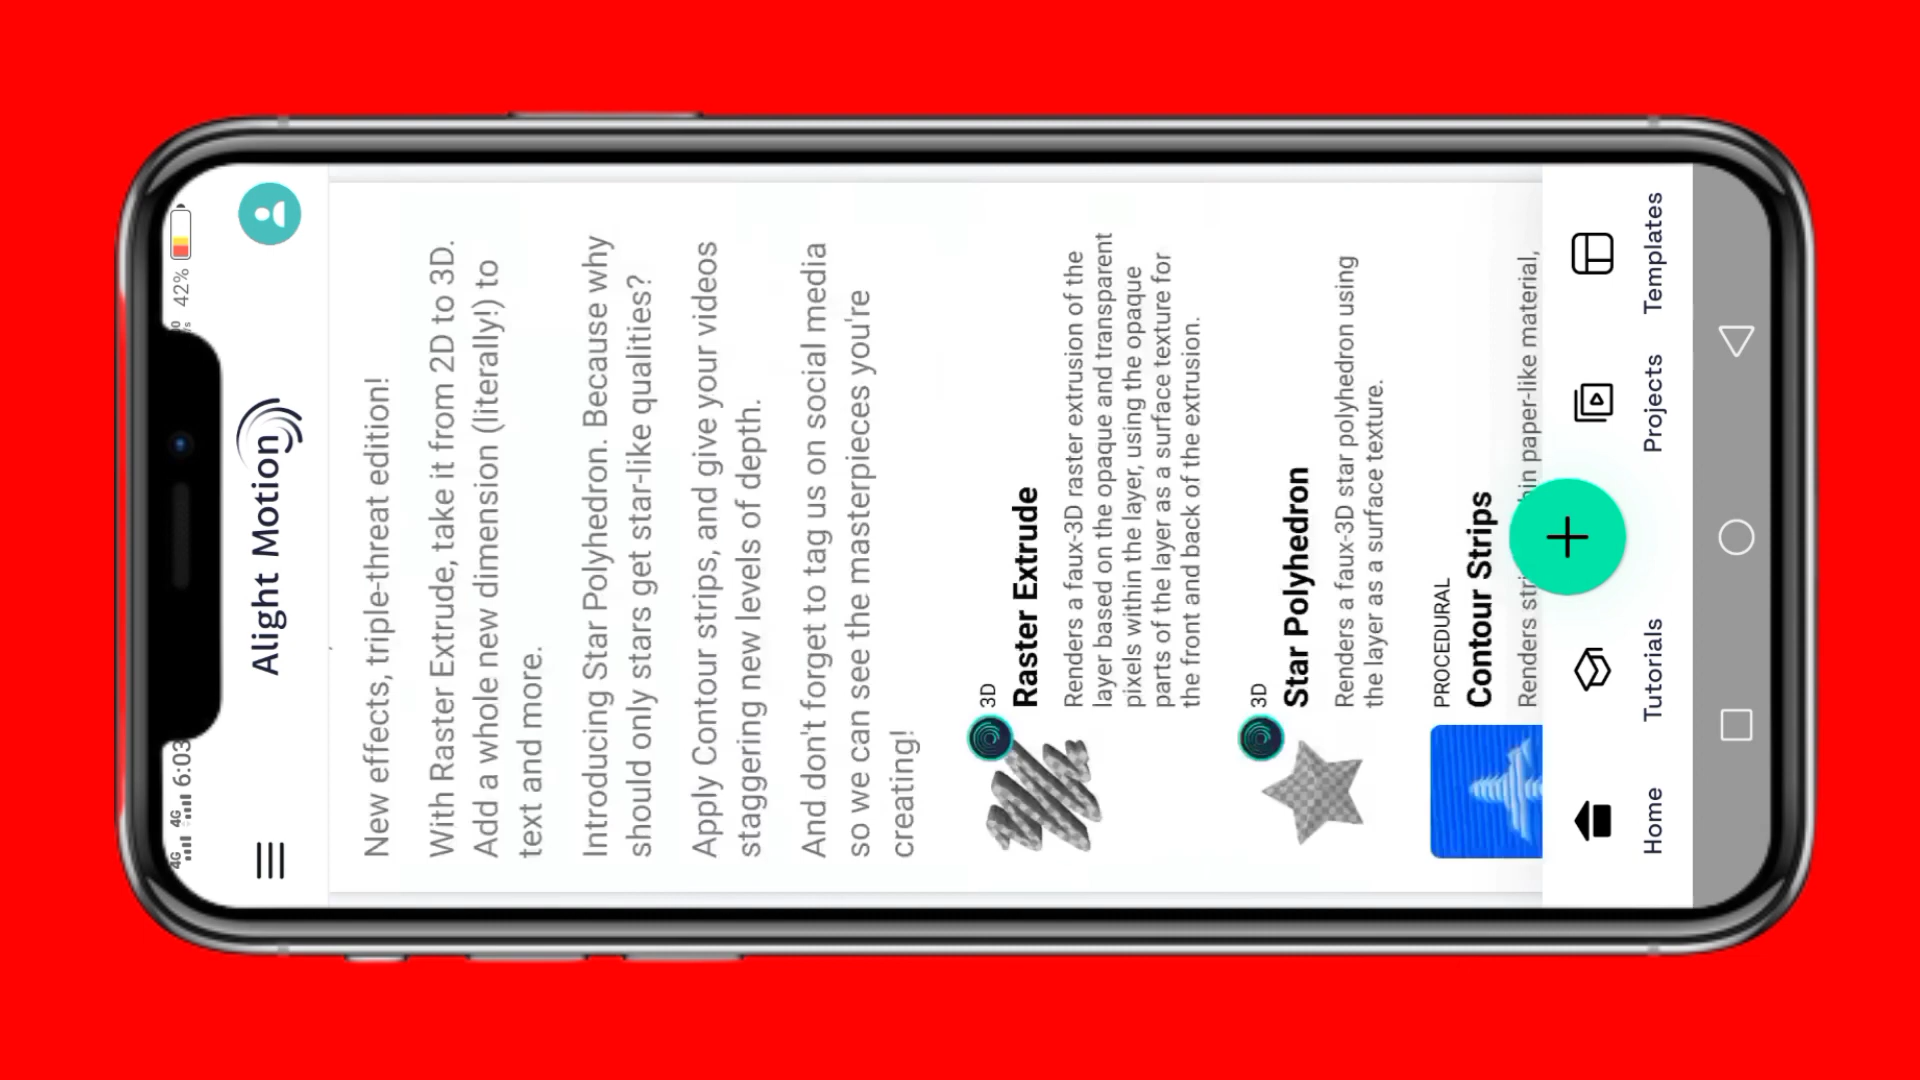 4G 4G 6:03
42%
Alight Motion
New effects, triple-threat edition!
With Raster Extrude, take it from 2D to 3D.
Add a whole new dimension (literally!) to
text and more.
Introducing Star Polyhedron. Because why
should only stars get star-like qualities?
Apply Contour strips, and give your videos
staggering new levels of depth.
And don't forget to tag us on social media
so we can see the masterpieces you're
creating!
3D
Raster Extrude
Renders a faux-3D raster extrusion of the
layer based on the opaque and transparent
pixels within the layer, using the opaque
parts of the layer as a surface texture for
the front and back of the extrusion.
3D
Star Polyhedron
Renders a faux-3D star polyhedron using
the layer as a surface texture.
PROCEDURAL
Contour Strips
Renders paper-like material,
Home
Tutorials
Projects
Templates